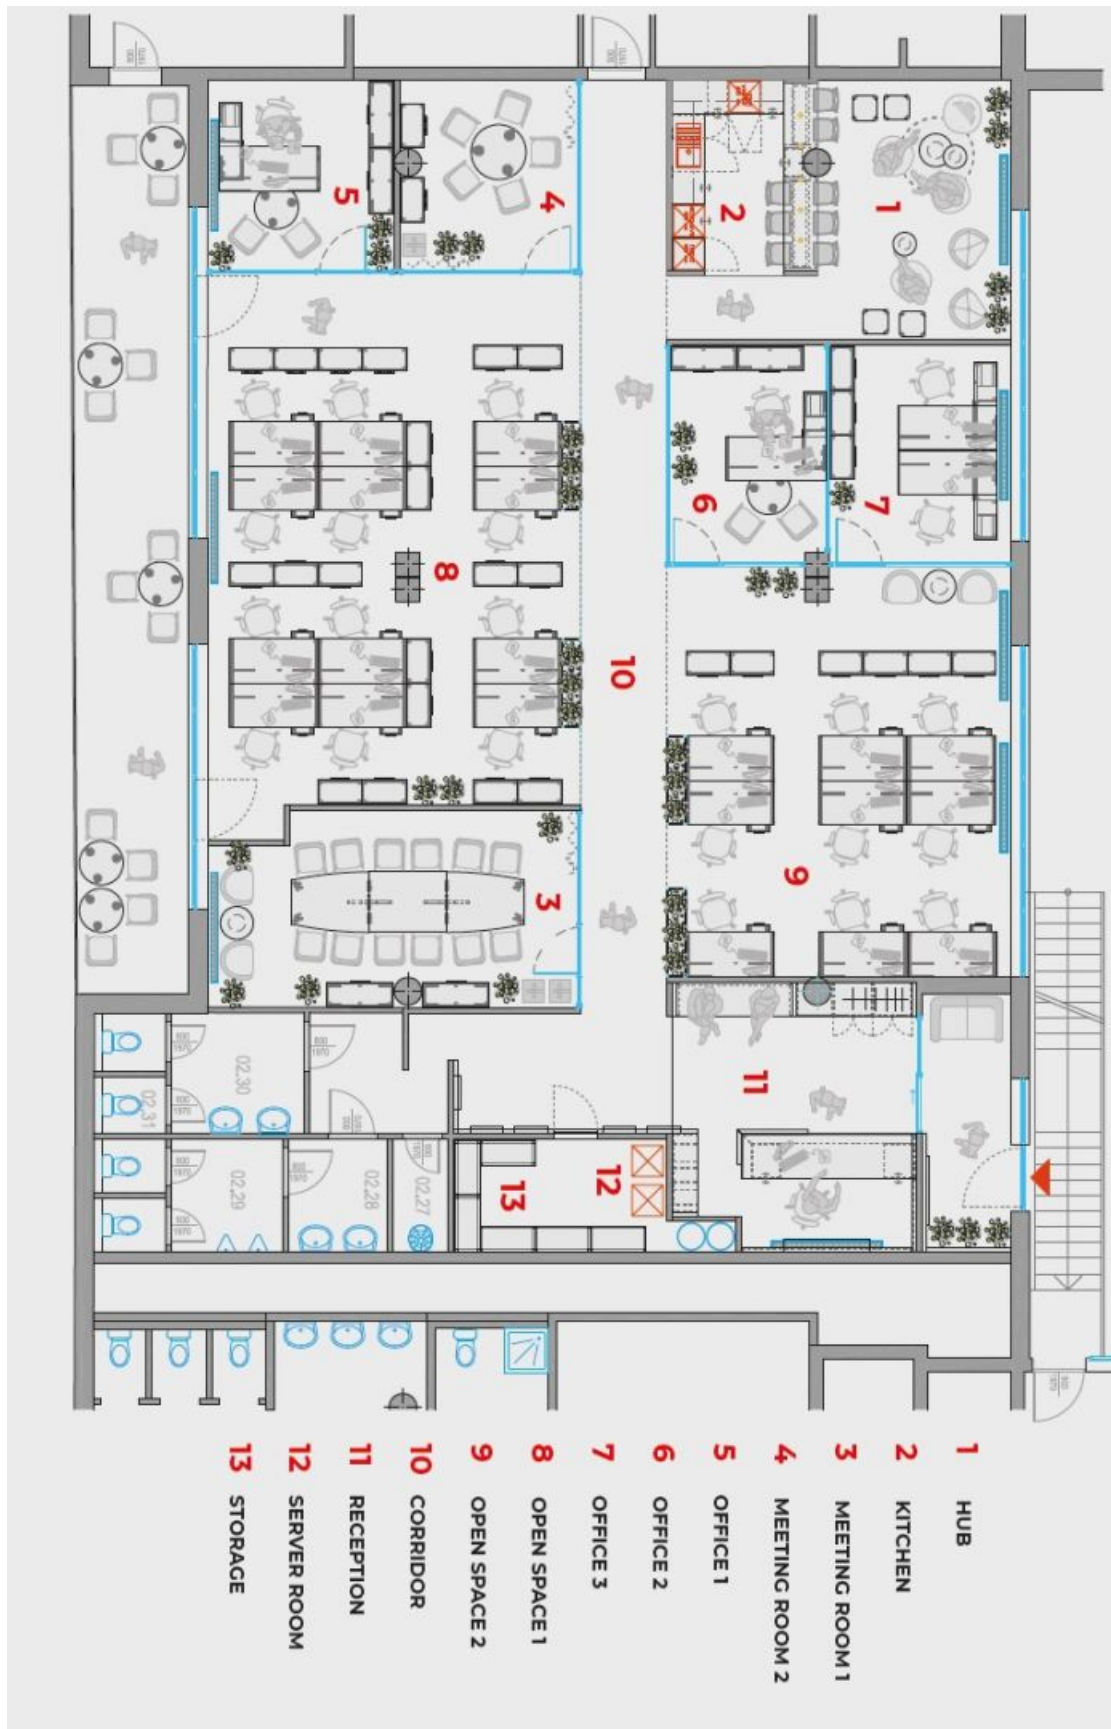 1
7
9
11
2
6
10
12
4
3
13
5
8
02.27
02.28
02.29
02.30
02.31
800
1970
1 HUB
2 KITCHEN
3 MEETING ROOM 1
4 MEETING ROOM 2
5 OFFICE 1
6 OFFICE 2
7 OFFICE 3
8 OPEN SPACE 1
9 OPEN SPACE 2
10 CORRIDOR
11 RECEPTION
12 SERVER ROOM
13 STORAGE